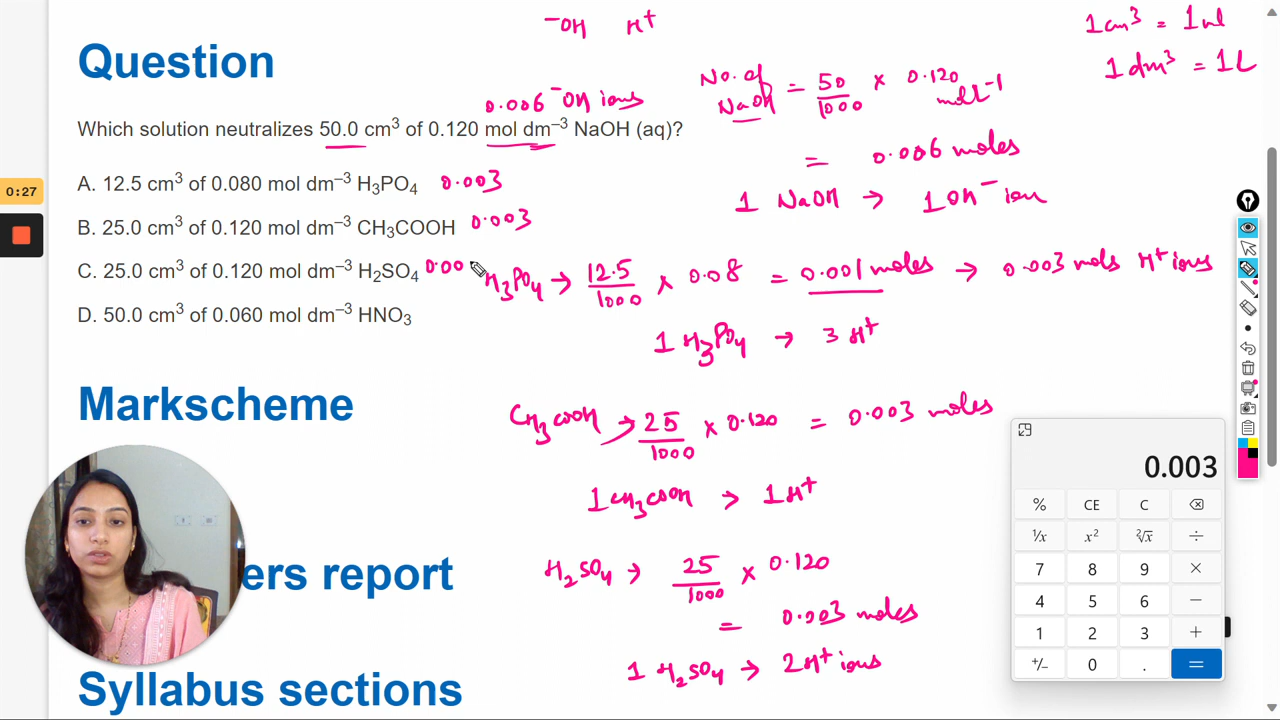 ⁻OH H⁺
1cm³ = 1ml
1dm³ = 1L
Question
No. of NaOH = 50/1000 × 0.120 mol L⁻¹
0.006 ⁻OH ions
Which solution neutralizes 50.0 cm³ of 0.120 mol dm⁻³ NaOH (aq)?
= 0.006 moles
A. 12.5 cm³ of 0.080 mol dm⁻³ H₃PO₄ 0.003
1 NaOH → 1 OH⁻ ion
B. 25.0 cm³ of 0.120 mol dm⁻³ CH₃COOH 0.003
C. 25.0 cm³ of 0.120 mol dm⁻³ H₂SO₄ 0.00
H₃PO₄ → 12.5/1000 × 0.08 = 0.001 moles → 0.003 mols H⁺ ions
D. 50.0 cm³ of 0.060 mol dm⁻³ HNO₃
1 H₃PO₄ → 3 H⁺
Markscheme
CH₃COOH → 25/1000 × 0.120 = 0.003 moles
1 CH₃COOH → 1H⁺
ers report
H₂SO₄ → 25/1000 × 0.120
= 0.003 moles
1 H₂SO₄ → 2H⁺ ions
Syllabus sections
0:27
0.003
% CE C
¹/x x² ²√x ÷
7 8 9 ×
4 5 6 −
1 2 3 +
+/− 0 . =